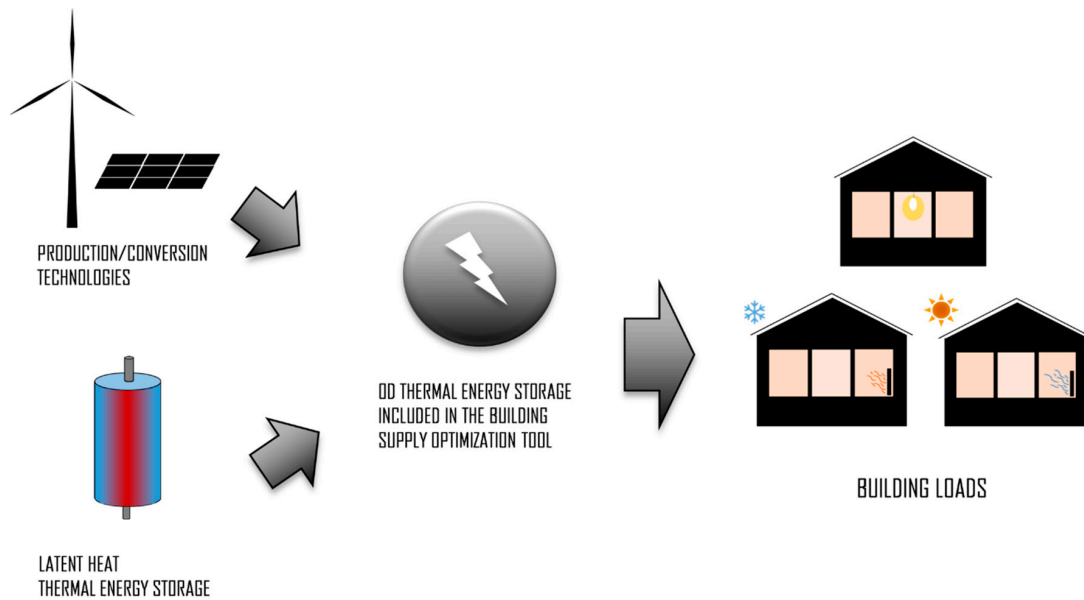 PRODUCTION/CONVERSION
TECHNOLOGIES
0D THERMAL ENERGY STORAGE
INCLUDED IN THE BUILDING
SUPPLY OPTIMIZATION TOOL
BUILDING LOADS
LATENT HEAT
THERMAL ENERGY STORAGE